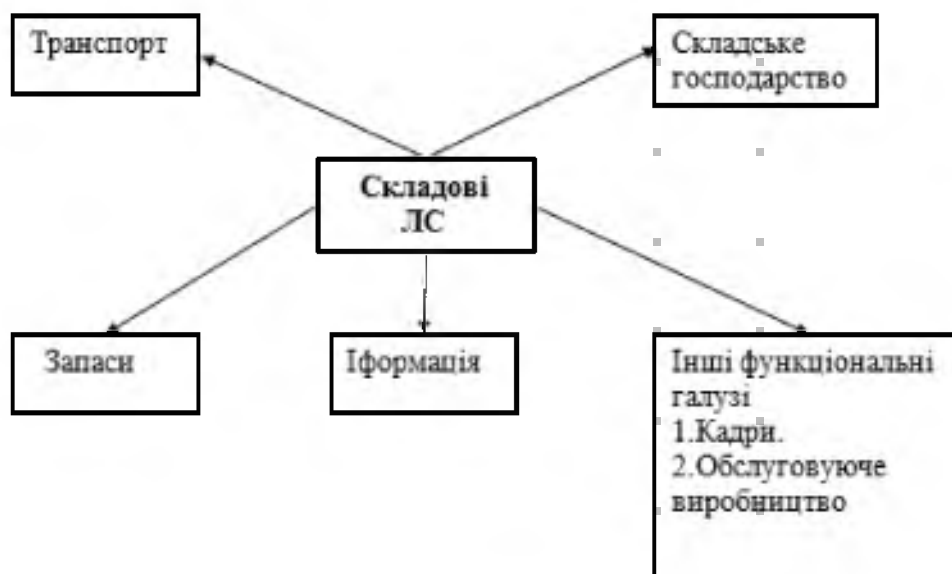 Транспорт
Складське
господарство
Складові
ЛС
Запаси
Іформація
Інші функціональні
галузі
1.Кадри.
2.Обслуговуюче
виробництво